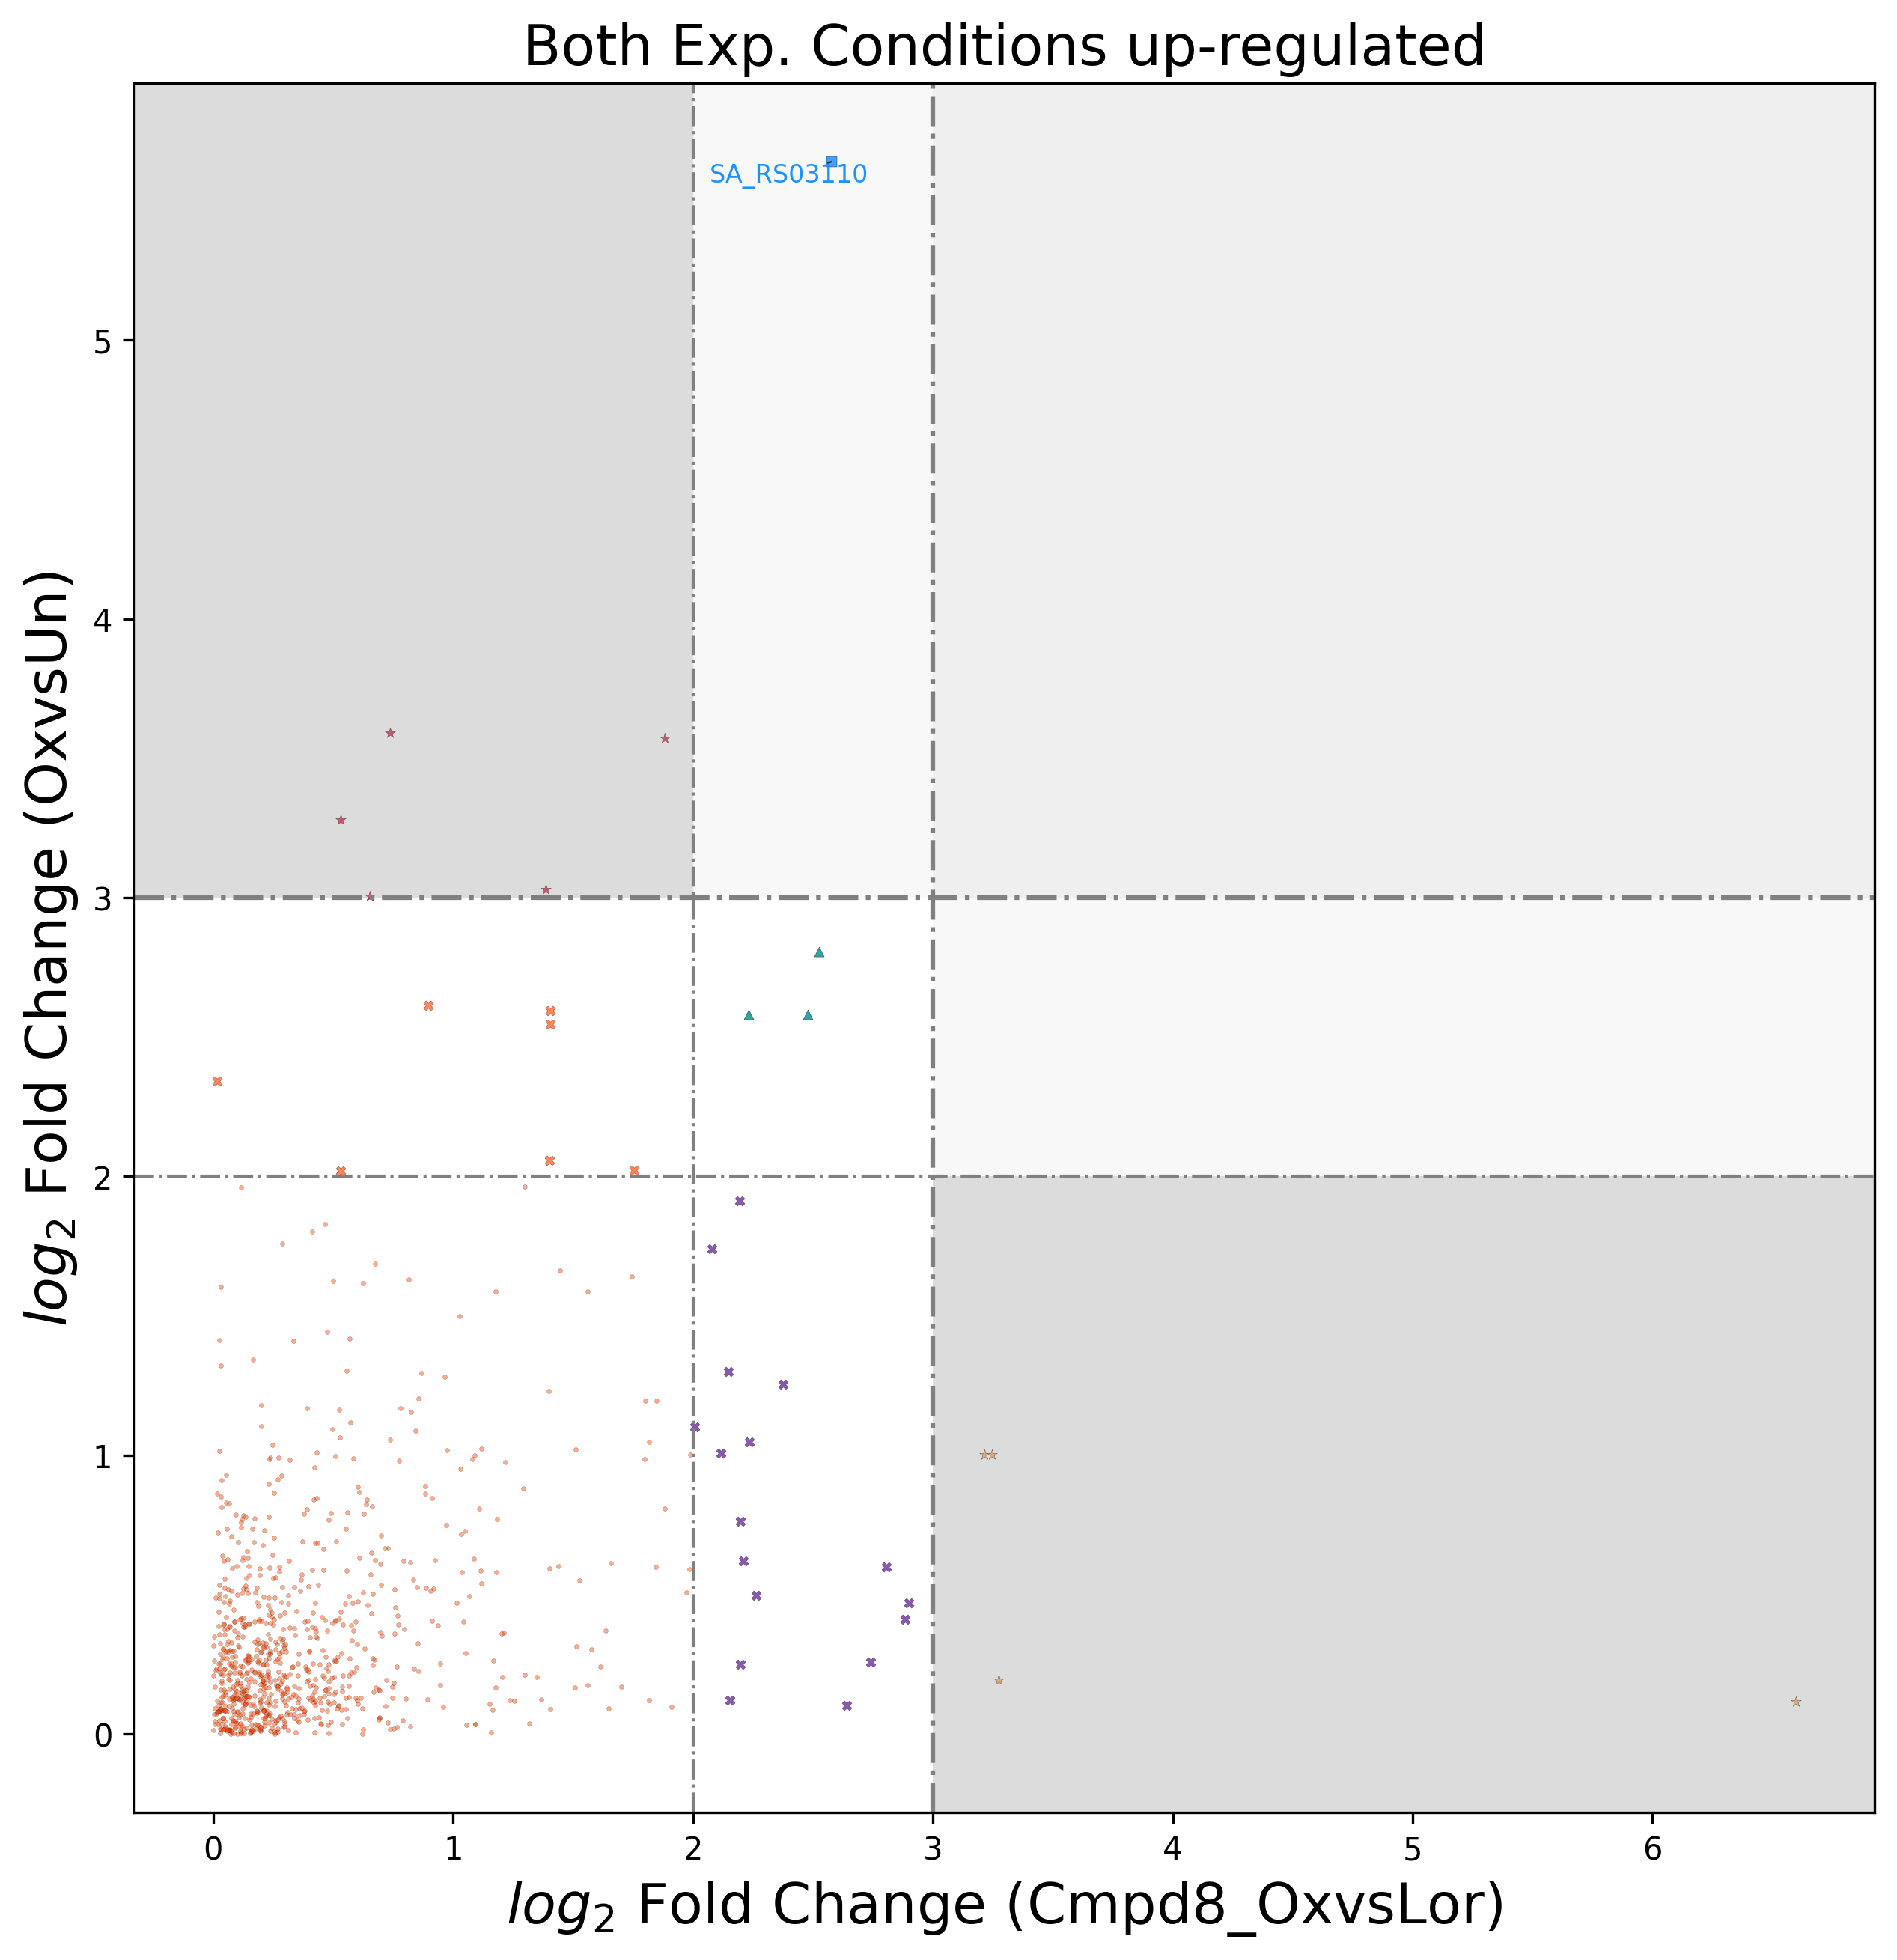 Both Exp. Conditions up-regulated
SA_RS03110
5
4
3
2
1
0
log2 Fold Change (OxvsUn)
0 1 2 3 4 5 6
log2 Fold Change (Cmpd8_OxvsLor)